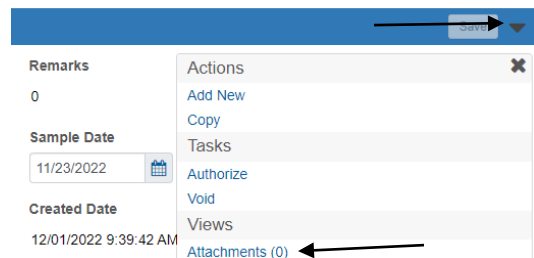 Save
Remarks
0
Sample Date
11/23/2022
Created Date
12/01/2022 9:39:42 AM
Actions
Add New
Copy
Tasks
Authorize
Void
Views
Attachments (0)